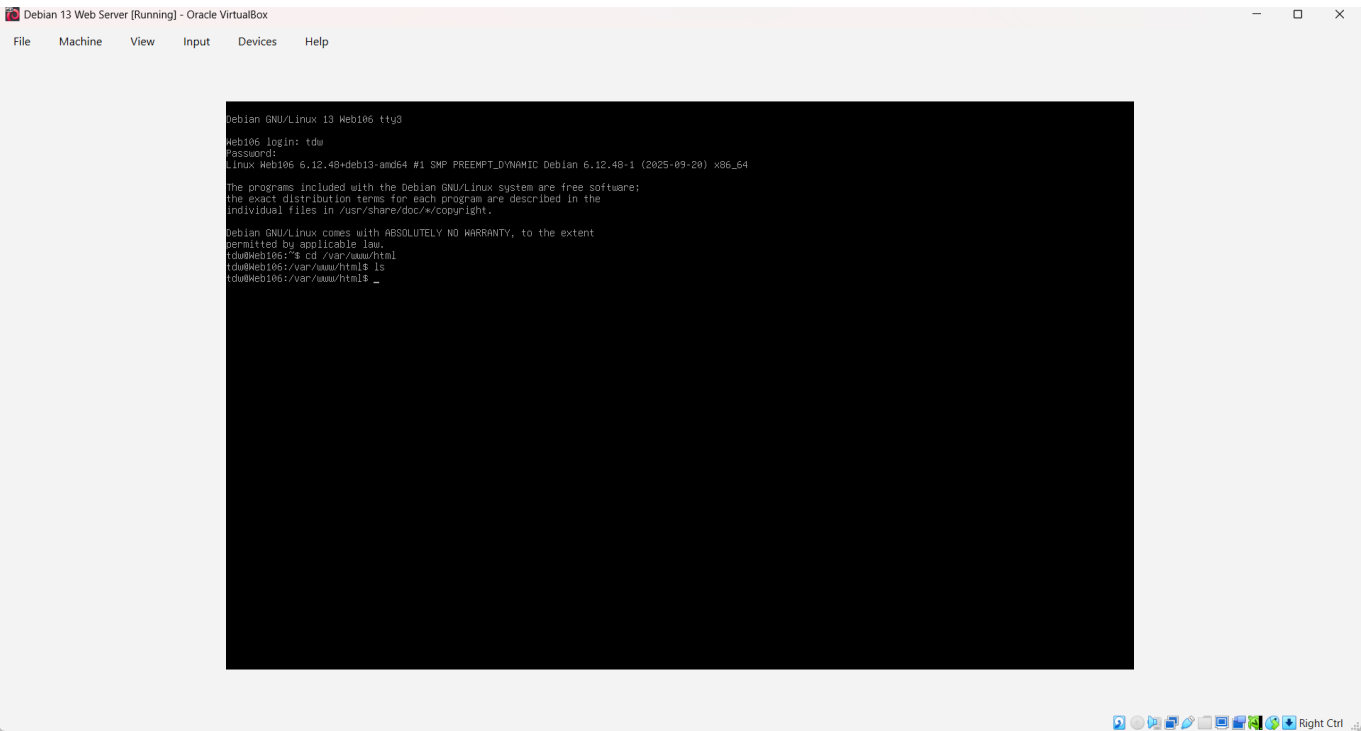 Debian 13 Web Server [Running] - Oracle VirtualBox
File Machine View Input Devices Help
Debian GNU/Linux 13 Web106 tty3
Web106 login: tdw
Password:
Linux Web106 6.12.48+deb13-amd64 #1 SMP PREEMPT_DYNAMIC Debian 6.12.48-1 (2025-09-20) x86_64
The programs included with the Debian GNU/Linux system are free software;
the exact distribution terms for each program are described in the
individual files in /usr/share/doc/*/copyright.
Debian GNU/Linux comes with ABSOLUTELY NO WARRANTY, to the extent
permitted by applicable law.
tdw@Web106:~$ cd /var/www/html
tdw@Web106:/var/www/html$ ls
tdw@Web106:/var/www/html$ _
Right Ctrl